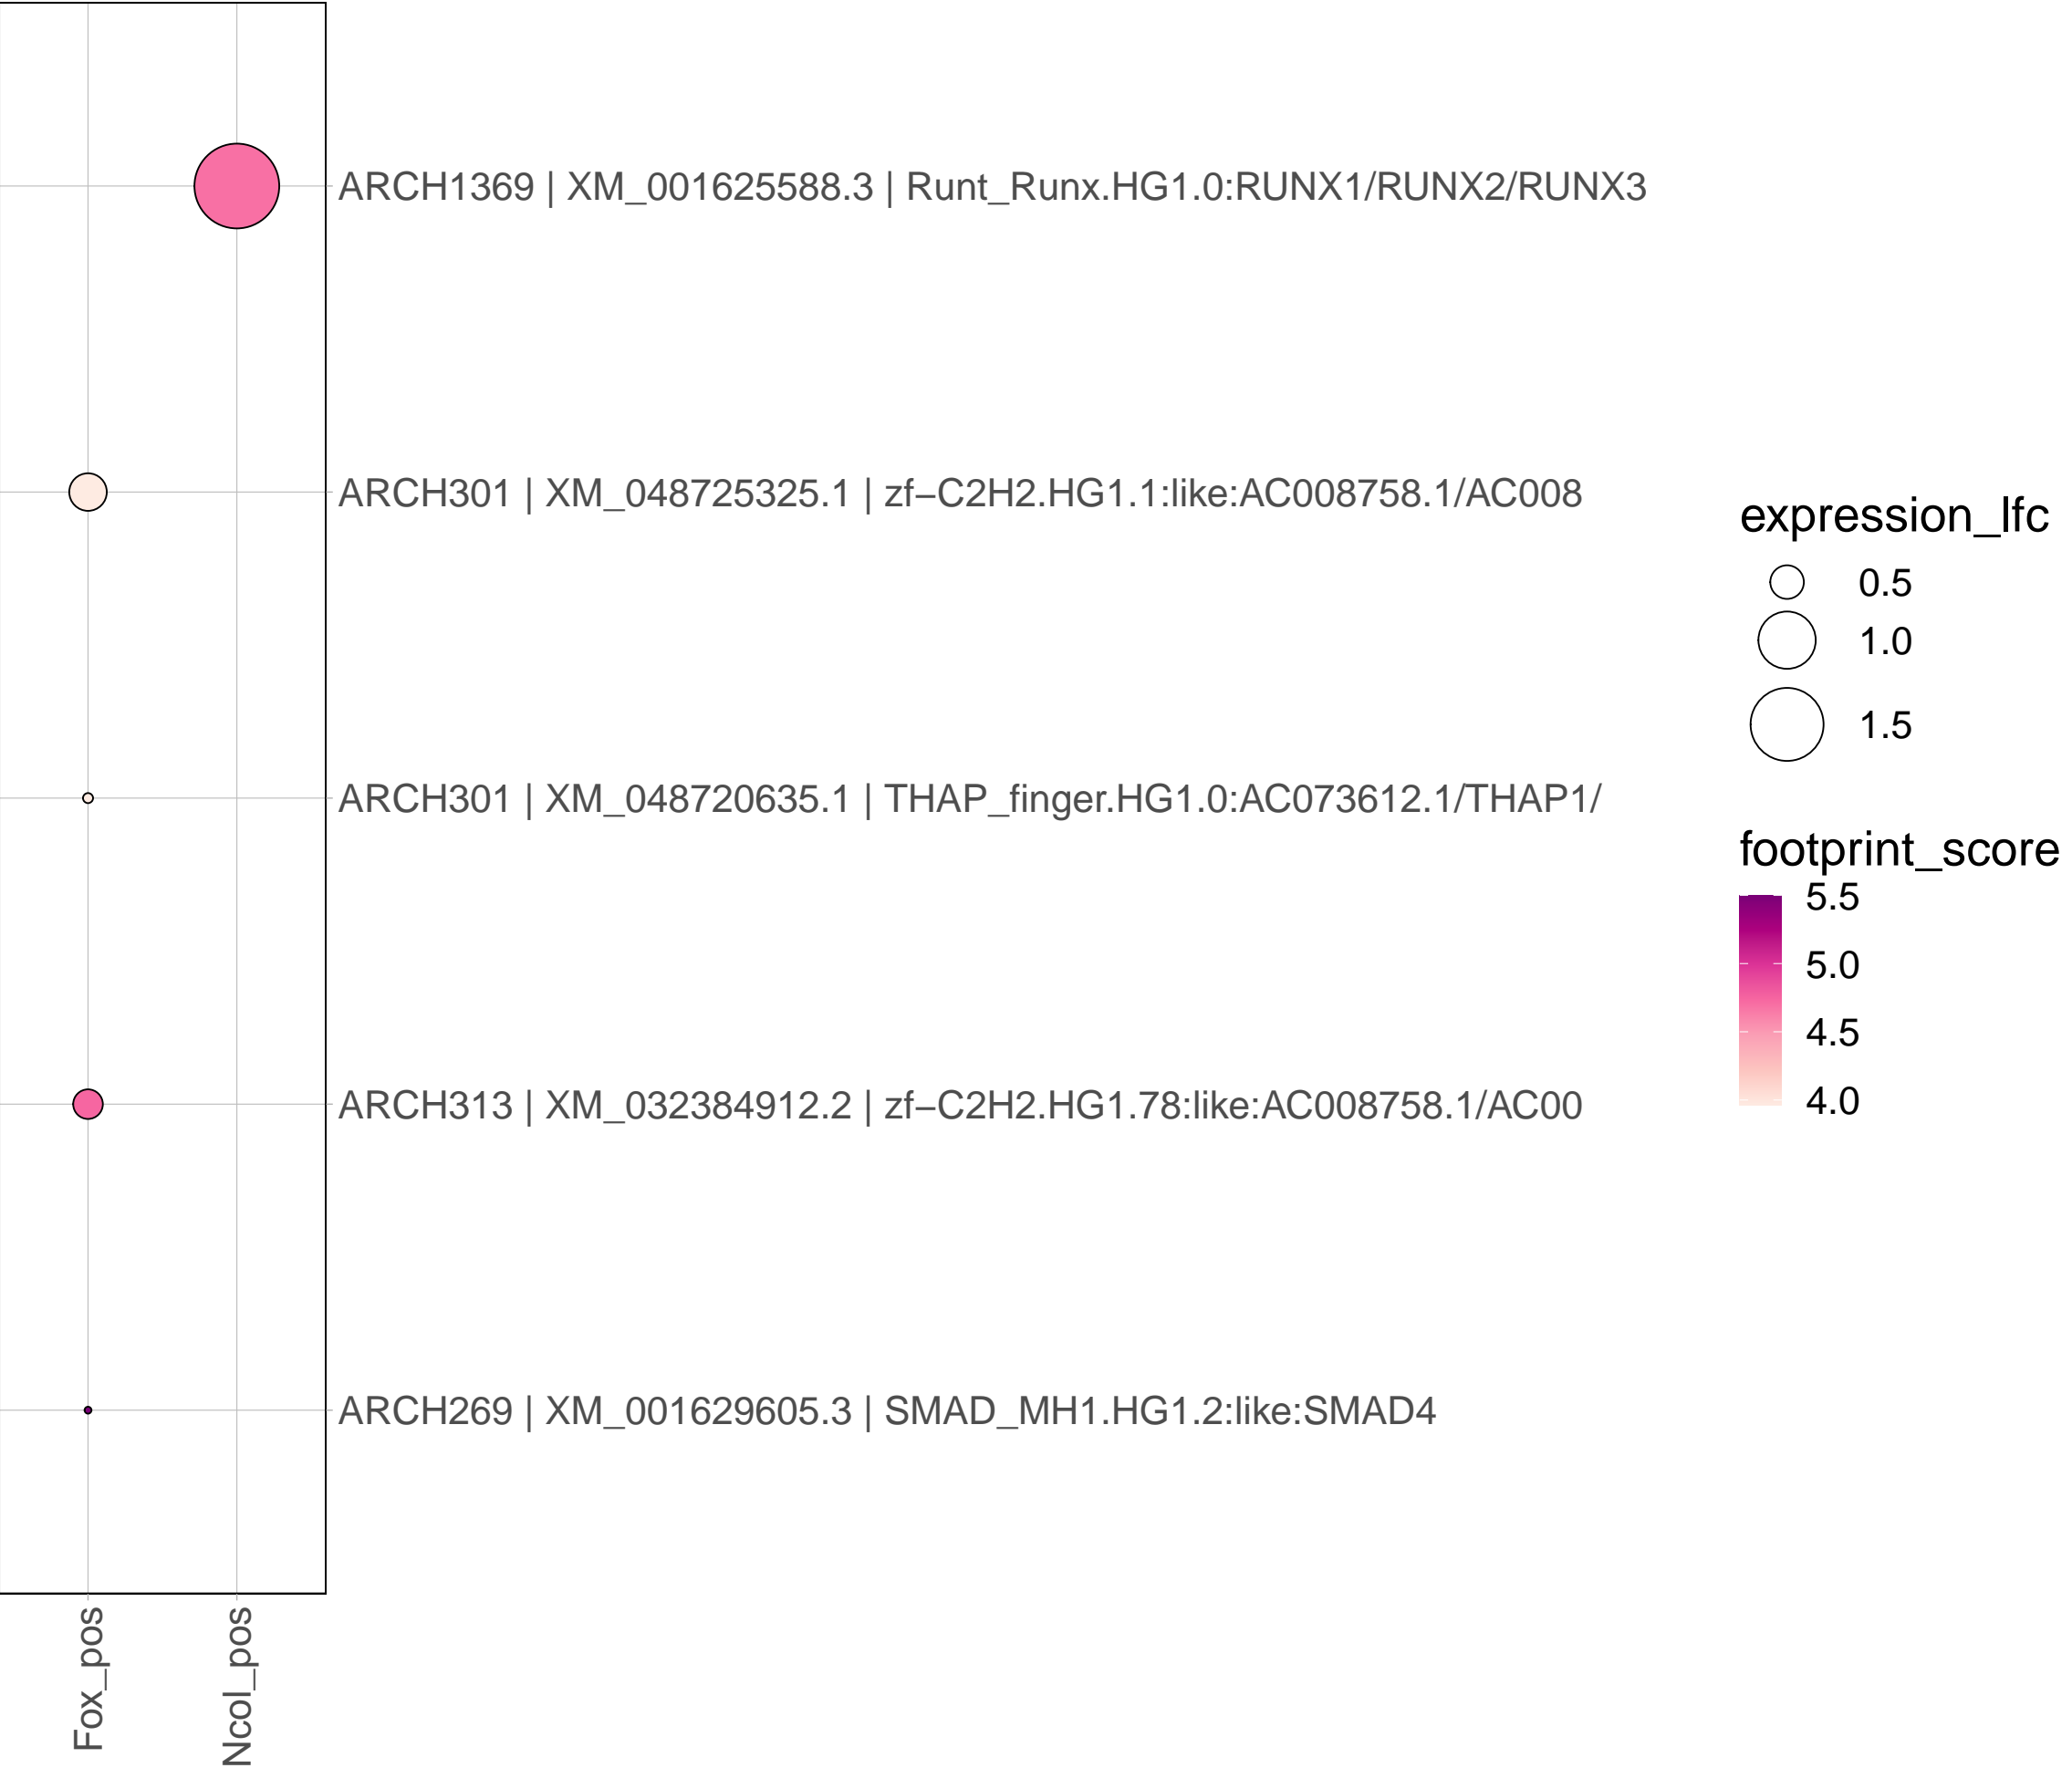 ARCH1369 | XM_001625588.3 | Runt_Runx.HG1.0:RUNX1/RUNX2/RUNX3
ARCH301 | XM_048725325.1 | zf−C2H2.HG1.1:like:AC008758.1/AC008
ARCH301 | XM_048720635.1 | THAP_finger.HG1.0:AC073612.1/THAP1/
ARCH313 | XM_032384912.2 | zf−C2H2.HG1.78:like:AC008758.1/AC00
ARCH269 | XM_001629605.3 | SMAD_MH1.HG1.2:like:SMAD4
Fox_pos
Ncol_pos
expression_lfc
0.5
1.0
1.5
footprint_score
5.5
5.0
4.5
4.0